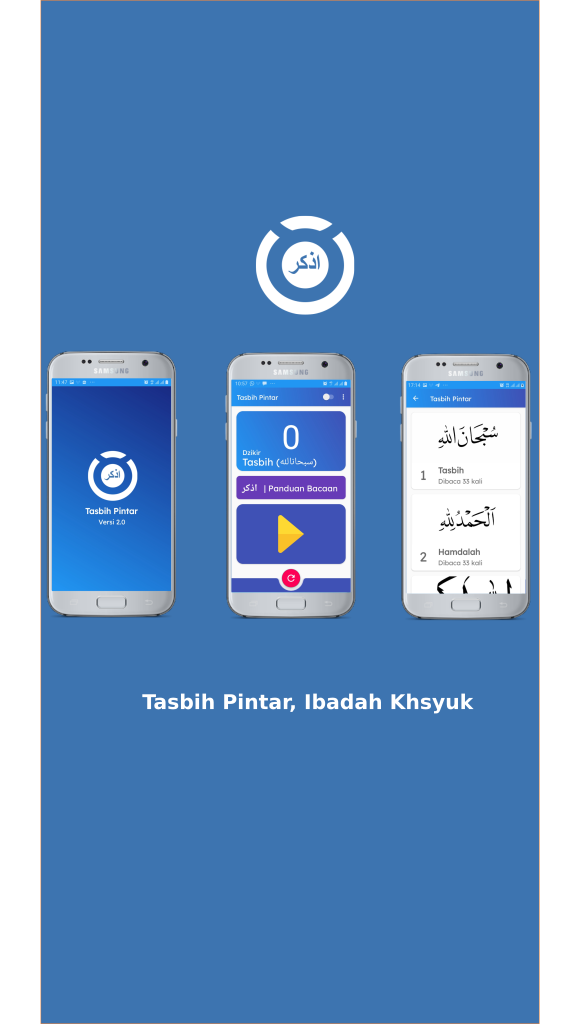 اذكر
SAMSUNG
11:47
اذكر
Tasbih Pintar
Versi 2.0
SAMSUNG
10:57
Tasbih Pintar
0
Dzikir
Tasbih (سبحانالله)
اذكر | Panduan Bacaan
SAMSUNG
17:14
Tasbih Pintar
سُبْحَانَ اللهِ
1 Tasbih
Dibaca 33 kali
اَلْحَمْدُ لِلهِ
2 Hamdalah
Dibaca 33 kali
Tasbih Pintar, Ibadah Khsyuk